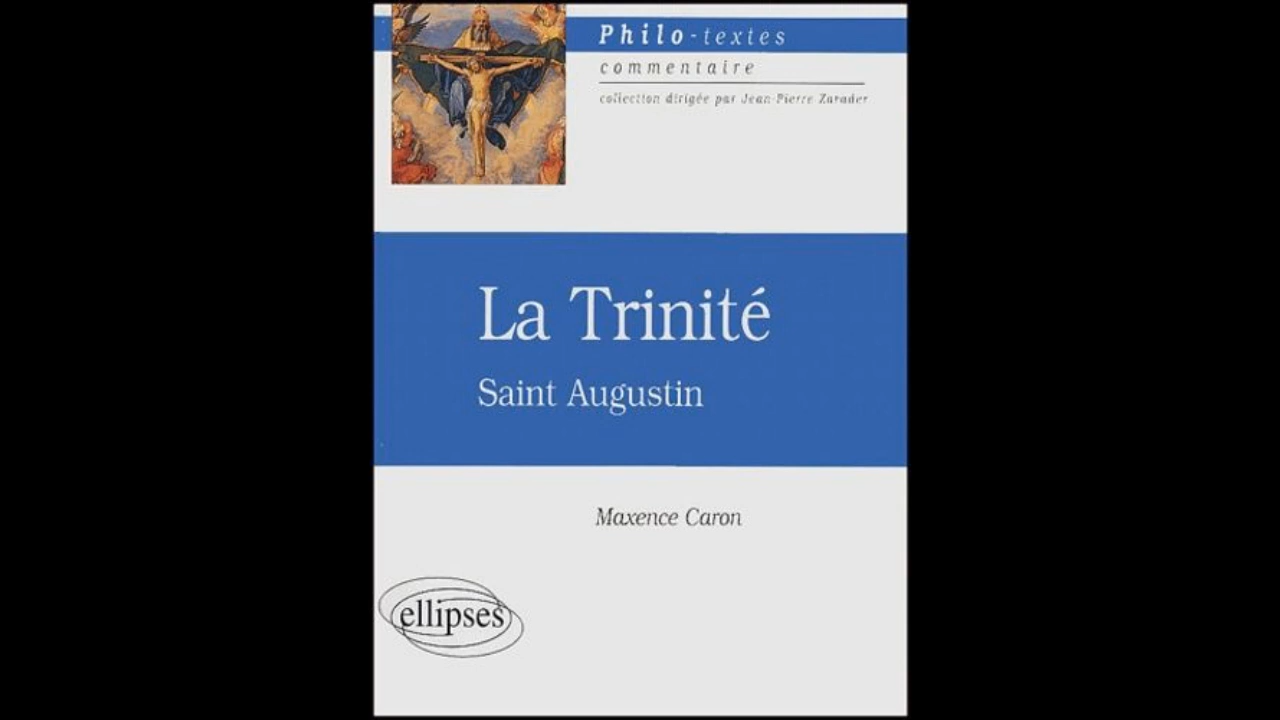 Philo-textes
commentaire
collection dirigée par Jean-Pierre Zarader
La Trinité
Saint Augustin
Maxence Caron
ellipses